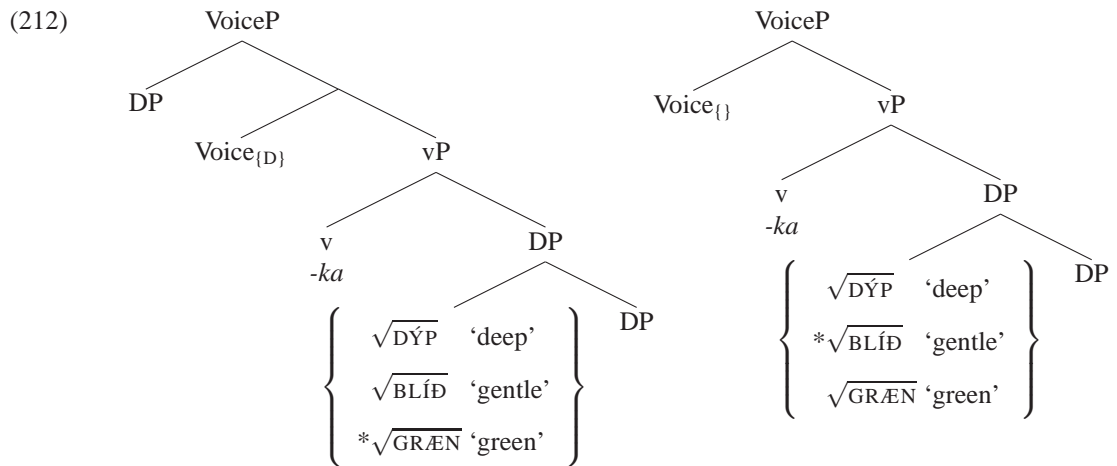 (212) VoiceP VoiceP
DP Voice{} vP
Voice{D} vP v DP
-ka
v DP √DÝP ‘deep’ DP
-ka *√BLÍÐ ‘gentle’
√DÝP ‘deep’ DP √GRÆN ‘green’
√BLÍÐ ‘gentle’
*√GRÆN ‘green’